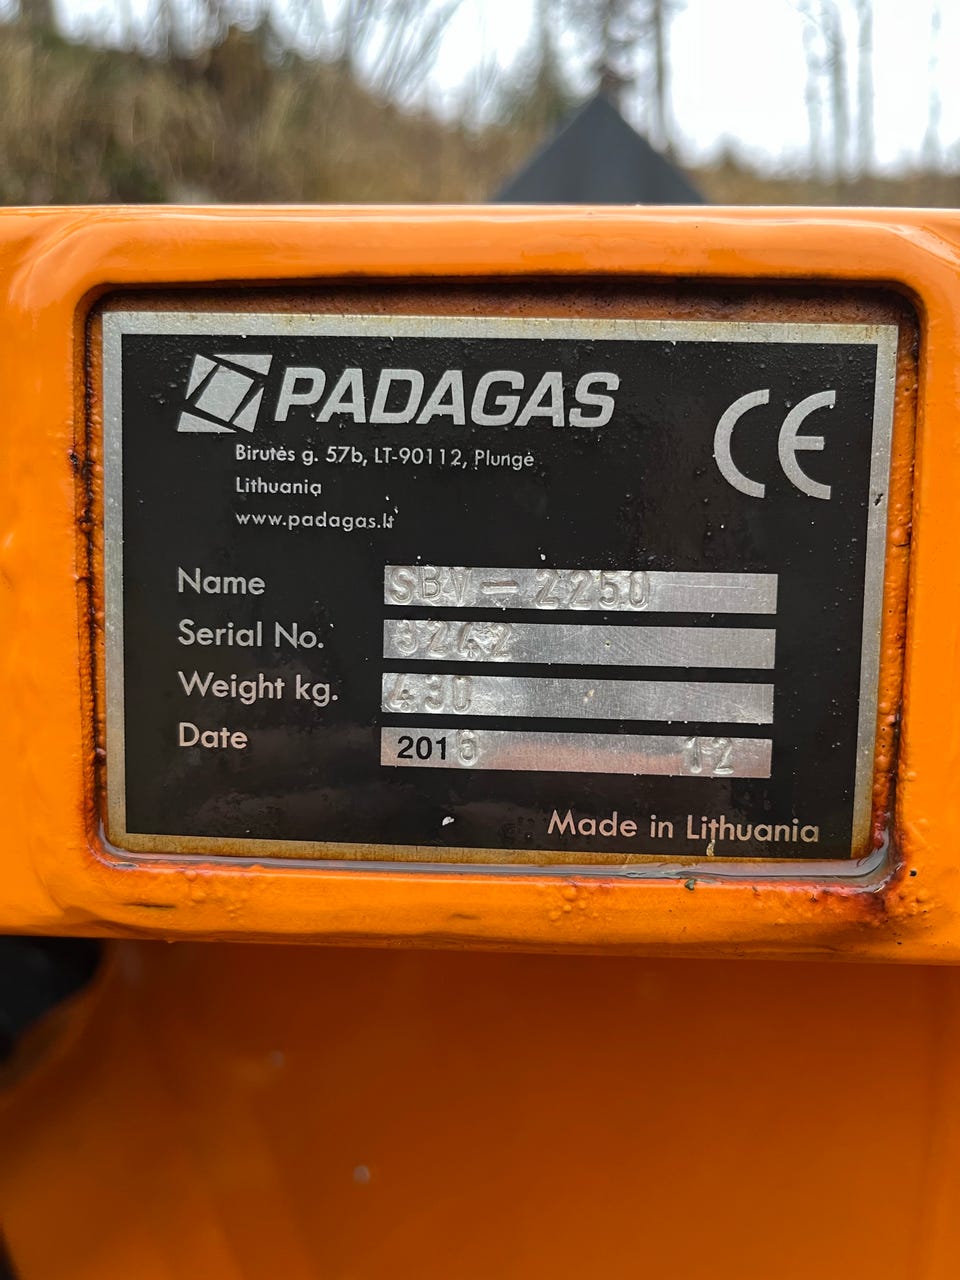 PADAGAS
CE
Birutės g. 57b, LT-90112, Plungė
Lithuania
www.padagas.lt
Name SBV-2250
Serial No.
Weight kg. 430
Date 2016 12
Made in Lithuania